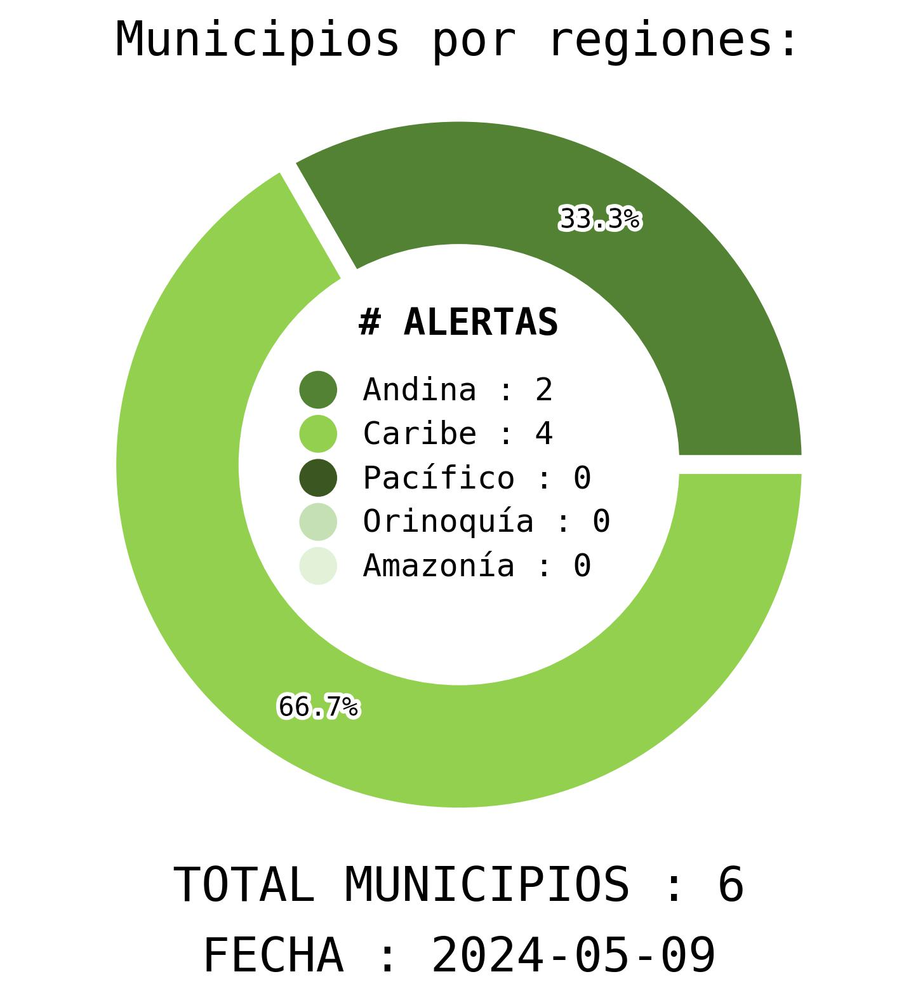 Municipios por regiones:
33.3%
# ALERTAS
Andina : 2
Caribe : 4
Pacífico : 0
Orinoquía : 0
Amazonía : 0
66.7%
TOTAL MUNICIPIOS : 6
FECHA : 2024-05-09